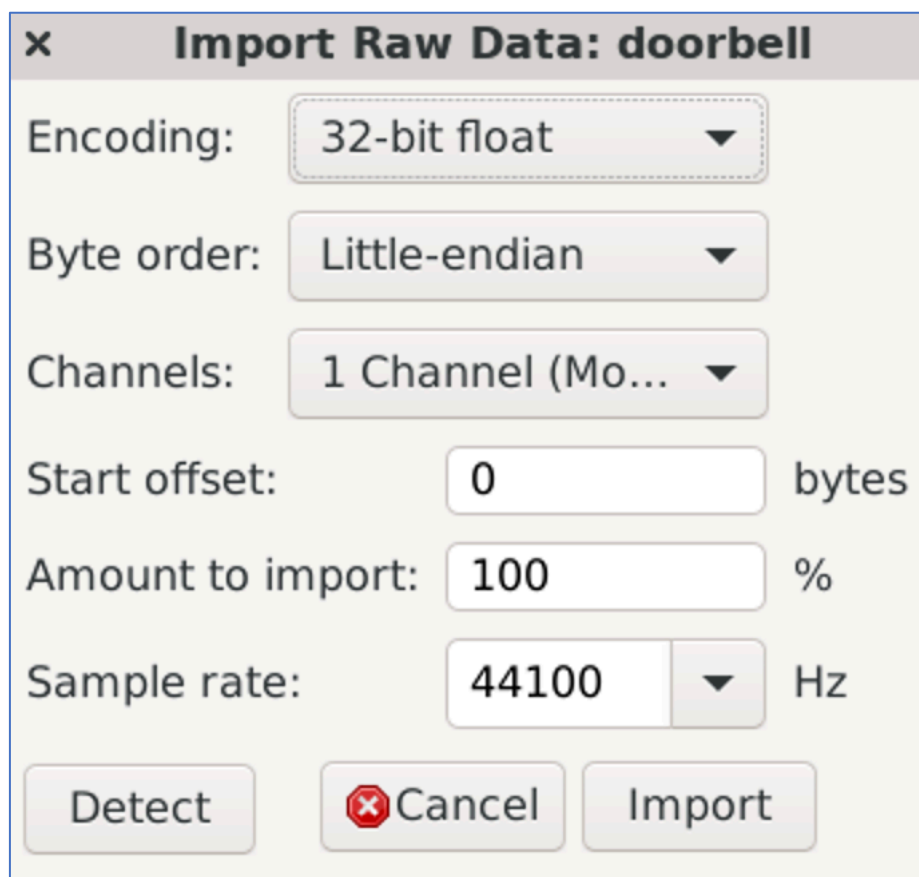 × Import Raw Data: doorbell
Encoding: 32-bit float
Byte order: Little-endian
Channels: 1 Channel (Mo...
Start offset: 0 bytes
Amount to import: 100 %
Sample rate: 44100 Hz
Detect Cancel Import